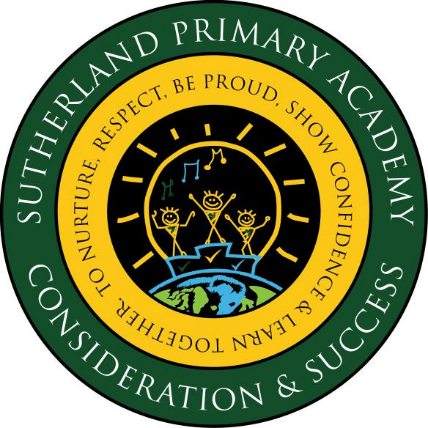 SUTHERLAND PRIMARY ACADEMY
CONSIDERATION & SUCCESS
TO NURTURE, RESPECT, BE PROUD, SHOW CONFIDENCE & LEARN TOGETHER.